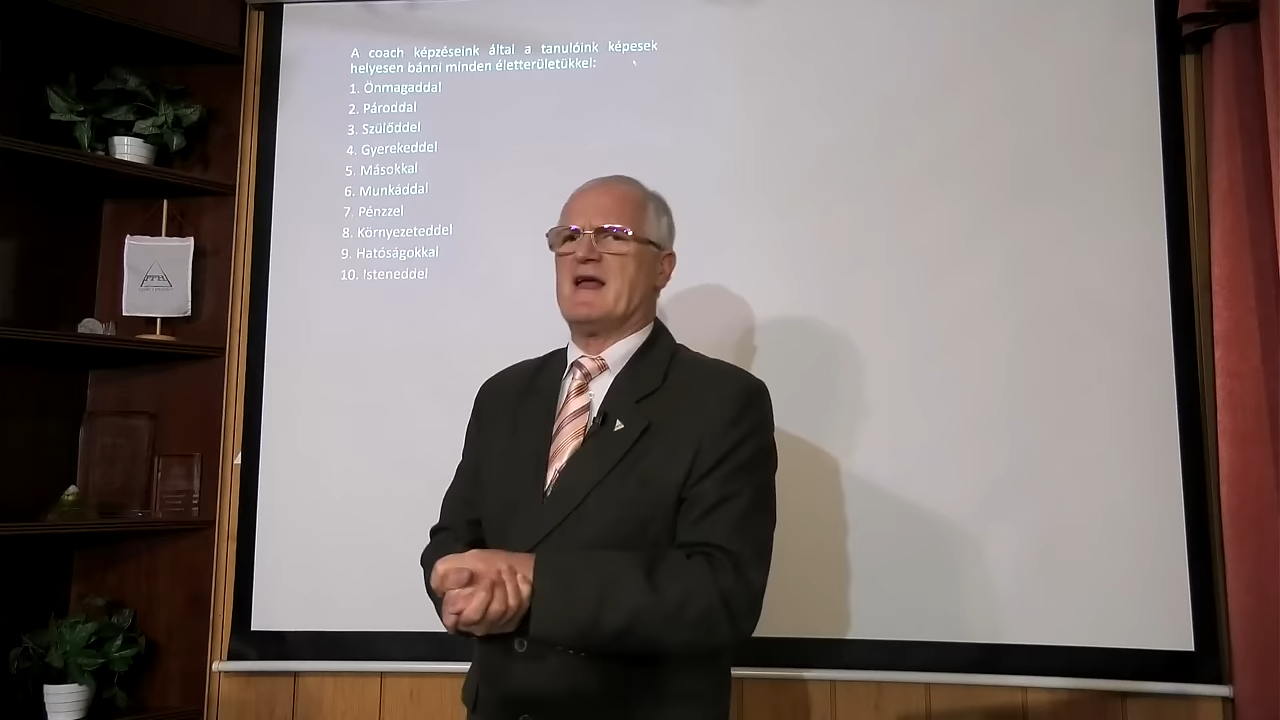 A coach képzéseink által a tanulóink képesek
helyesen bánni minden életterületükkel:
1. Önmagaddal
2. Pároddal
3. Szülőddel
4. Gyerekeddel
5. Másokkal
6. Munkáddal
7. Pénzzel
8. Környezeteddel
9. Hatóságokkal
10. Isteneddel